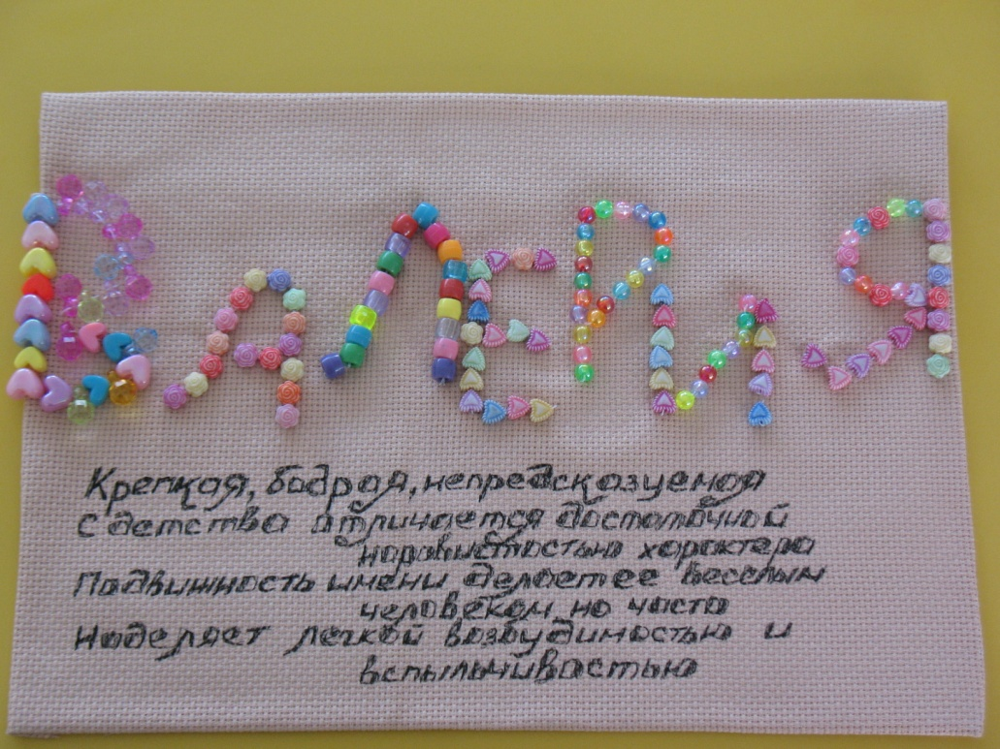 ВАЛЕРИЯ
Крепкая, бодрая, непредсказуемая
с детства отличается достаточной
норовистостью характера
Подвижность имени делает ее веселым
человеком, но часто
Наделяет легкой возбудимостью и
вспыльчивостью